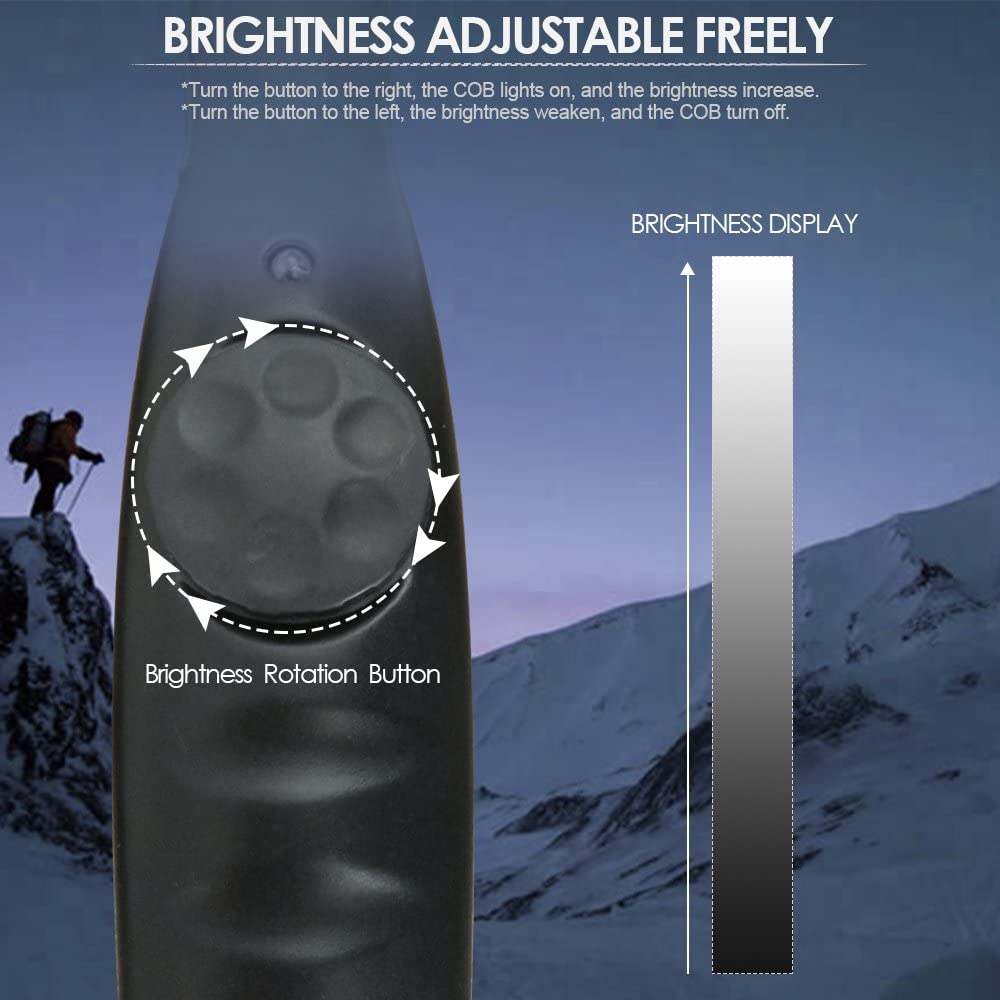 BRIGHTNESS ADJUSTABLE FREELY
*Turn the button to the right, the COB lights on, and the brightness increase.
*Turn the button to the left, the brightness weaken, and the COB turn off.
BRIGHTNESS DISPLAY
Brightness Rotation Button